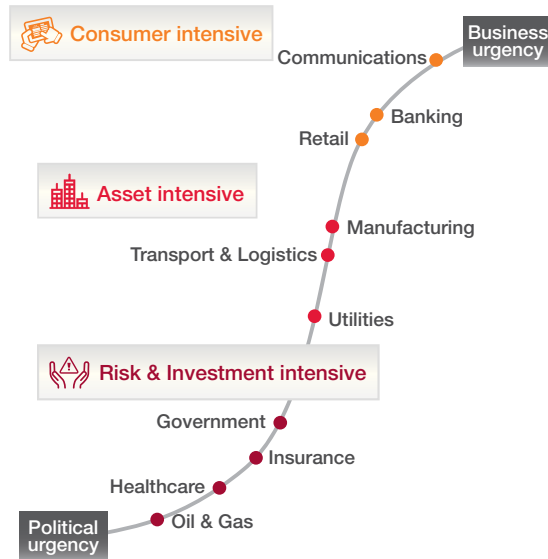 Consumer intensive
Business
urgency
Communications
Banking
Retail
Asset intensive
Manufacturing
Transport & Logistics
Utilities
Risk & Investment intensive
Government
Insurance
Healthcare
Oil & Gas
Political
urgency